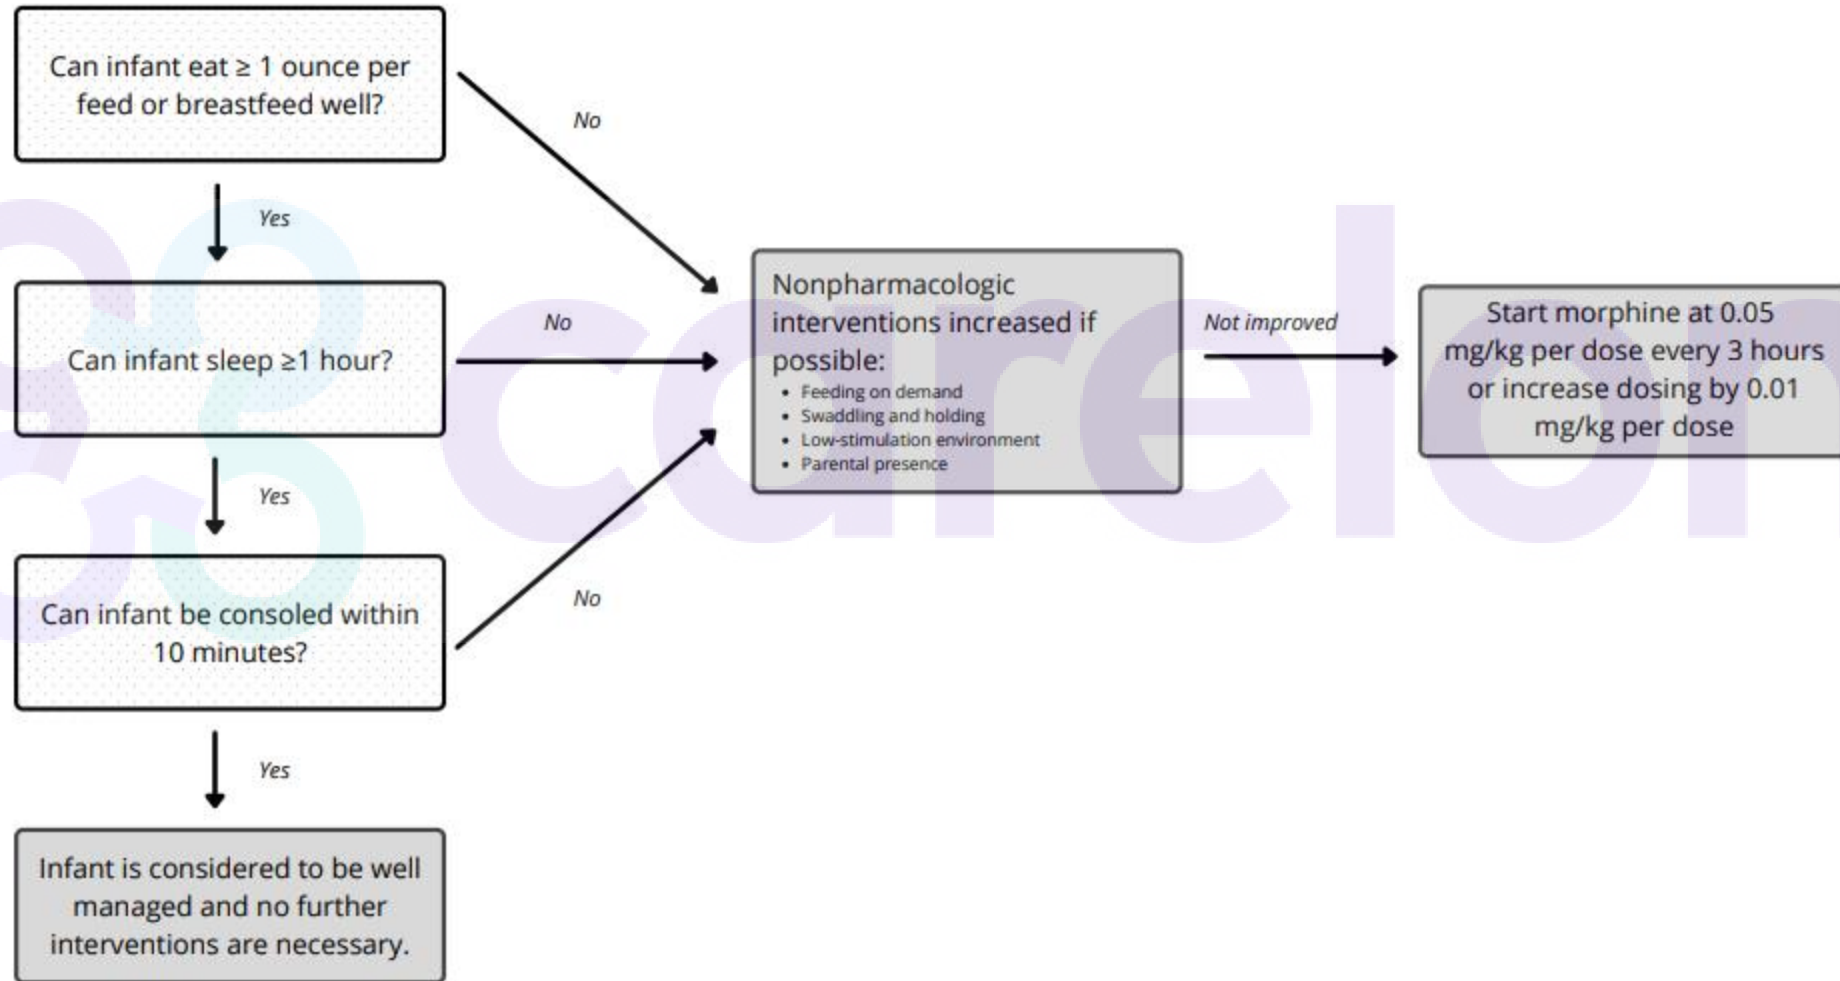 Can infant eat ≥ 1 ounce per
feed or breastfeed well?
No
Yes
Can infant sleep ≥1 hour?
No
Yes
Can infant be consoled within
10 minutes?
No
Yes
Infant is considered to be well
managed and no further
interventions are necessary.
Nonpharmacologic
interventions increased if
possible:
• Feeding on demand
• Swaddling and holding
• Low-stimulation environment
• Parental presence
Not improved
Start morphine at 0.05
mg/kg per dose every 3 hours
or increase dosing by 0.01
mg/kg per dose
carelon